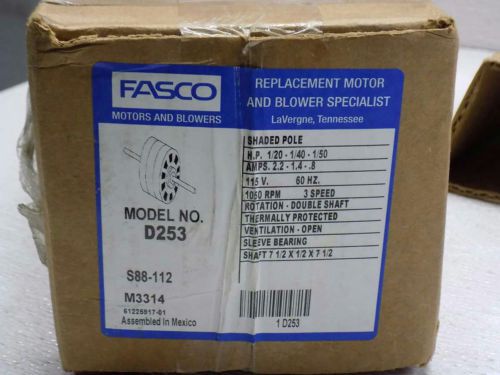 FASCO
MOTORS AND BLOWERS
REPLACEMENT MOTOR
AND BLOWER SPECIALIST
LaVergne, Tennessee
MODEL NO.
D253
S88-112
M3314
61225917-01
Assembled in Mexico
SHADED POLE
H.P. 1/20 - 1/40 - 1/50
AMPS. 2.2 - 1.4 - .8
115 V. 60 HZ.
1050 RPM 3 SPEED
ROTATION - DOUBLE SHAFT
THERMALLY PROTECTED
VENTILATION - OPEN
SLEEVE BEARING
SHAFT 7 1/2 X 1/2 X 7 1/2
1 D253